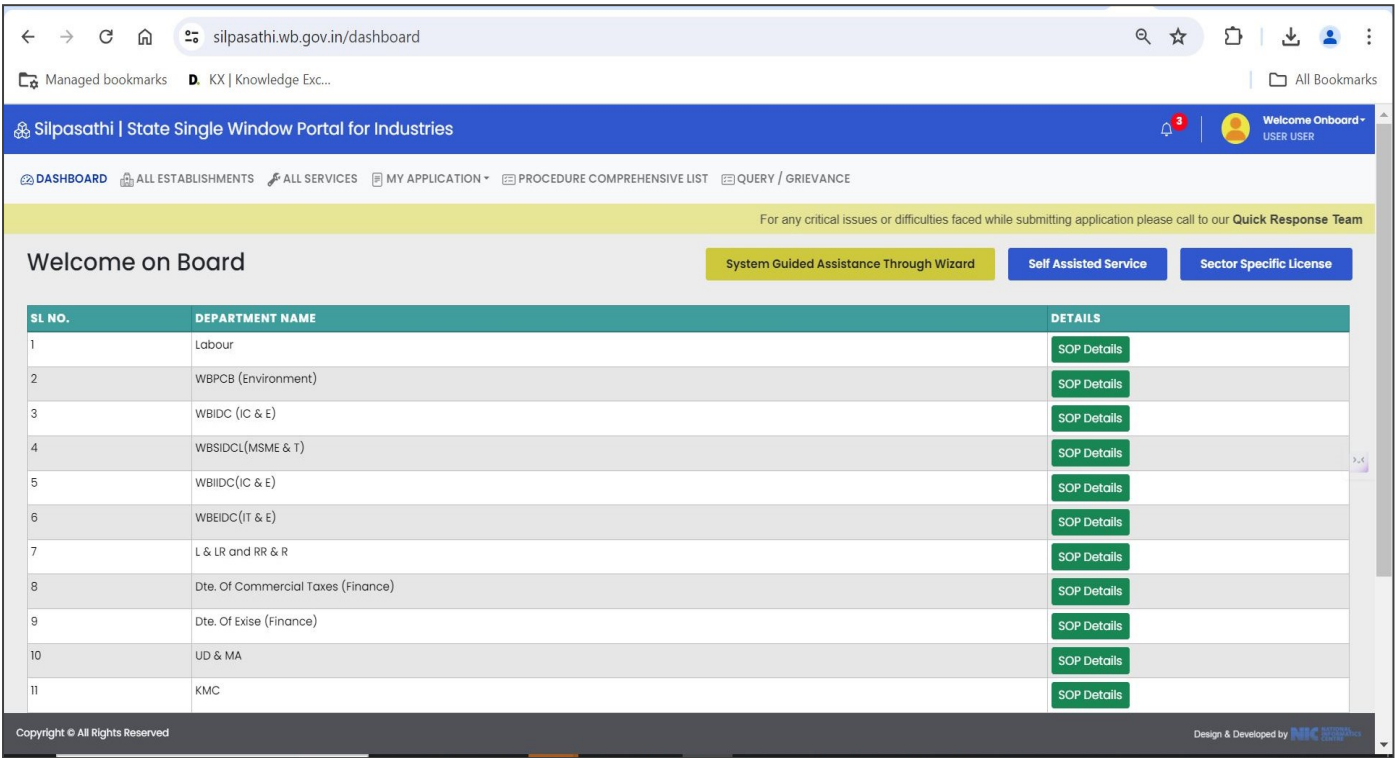 silpasathi.wb.gov.in/dashboard
Managed bookmarks D. KX | Knowledge Exc... All Bookmarks
Silpasathi | State Single Window Portal for Industries 3 Welcome Onboard
USER USER
DASHBOARD ALL ESTABLISHMENTS ALL SERVICES MY APPLICATION PROCEDURE COMPREHENSIVE LIST QUERY / GRIEVANCE
For any critical issues or difficulties faced while submitting application please call to our Quick Response Team
Welcome on Board System Guided Assistance Through Wizard Self Assisted Service Sector Specific License
SL NO. DEPARTMENT NAME DETAILS
1 Labour SOP Details
2 WBPCB (Environment) SOP Details
3 WBIDC (IC & E) SOP Details
4 WBSIDCL(MSME & T) SOP Details
5 WBIIDC(IC & E) SOP Details
6 WBEIDC(IT & E) SOP Details
7 L & LR and RR & R SOP Details
8 Dte. Of Commercial Taxes (Finance) SOP Details
9 Dte. Of Exise (Finance) SOP Details
10 UD & MA SOP Details
11 KMC SOP Details
Copyright © All Rights Reserved Design & Developed by NIC NATIONAL INFORMATICS CENTRE